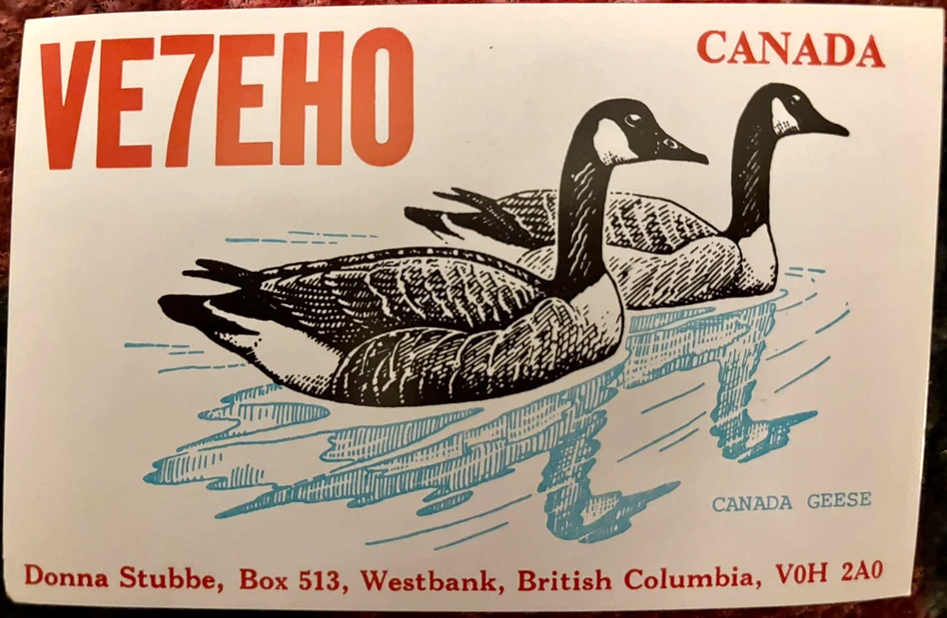 VE7EHO
CANADA
CANADA GEESE
Donna Stubbe, Box 513, Westbank, British Columbia, V0H 2A0